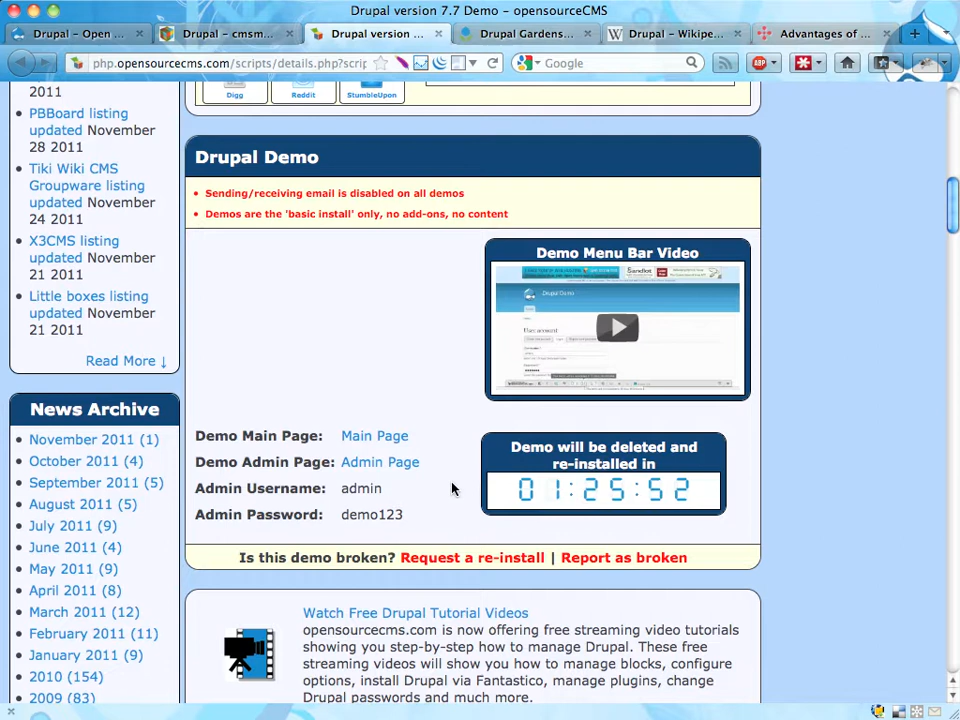 Drupal version 7.7 Demo – opensourceCMS
Drupal – Open ...
Drupal – cmsm...
Drupal version ...
Drupal Gardens...
Drupal – Wikipe...
Advantages of ...
php.opensourcecms.com/scripts/details.php?scrip
Google
ABP
2011
PBBoard listing
updated November
28 2011
Tiki Wiki CMS
Groupware listing
updated November
24 2011
X3CMS listing
updated November
21 2011
Little boxes listing
updated November
21 2011
Read More ↓
News Archive
November 2011 (1)
October 2011 (4)
September 2011 (5)
August 2011 (5)
July 2011 (9)
June 2011 (4)
May 2011 (9)
April 2011 (8)
March 2011 (12)
February 2011 (11)
January 2011 (9)
2010 (154)
2009 (83)
Digg
Reddit
StumbleUpon
Drupal Demo
Sending/receiving email is disabled on all demos
Demos are the 'basic install' only, no add-ons, no content
Demo Menu Bar Video
Drupal Demo
User account
Demo Main Page: Main Page
Demo Admin Page: Admin Page
Admin Username: admin
Admin Password: demo123
Demo will be deleted and
re-installed in
01:25:52
Is this demo broken? Request a re-install | Report as broken
Watch Free Drupal Tutorial Videos
opensourcecms.com is now offering free streaming video tutorials
showing you step-by-step how to manage Drupal. These free
streaming videos will show you how to manage blocks, configure
options, install Drupal via Fantastico, manage plugins, change
Drupal passwords and much more.